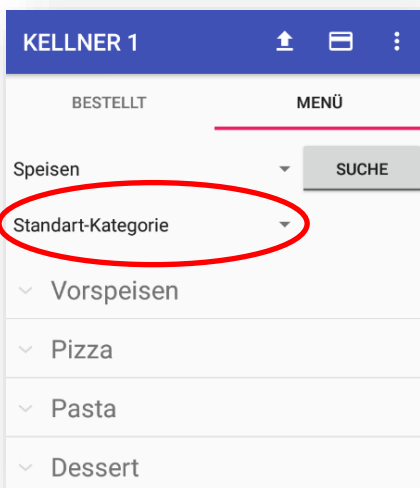 KELLNER 1
BESTELLT MENÜ
Speisen SUCHE
Standart-Kategorie
Vorspeisen
Pizza
Pasta
Dessert